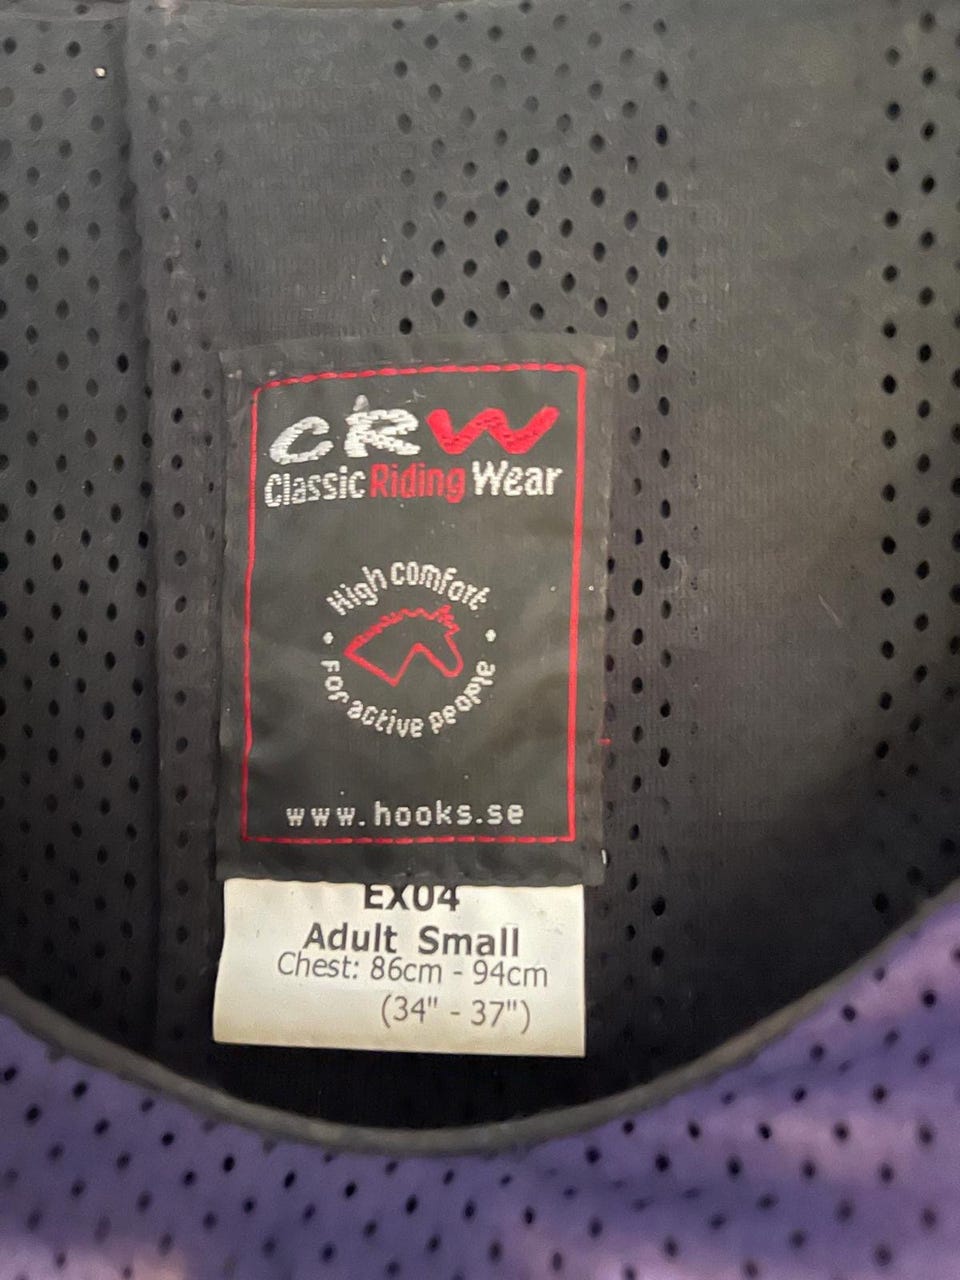 CRW
Classic Riding Wear
High comfort
For active people
www.hooks.se
EX04
Adult Small
Chest: 86cm - 94cm
(34" - 37")